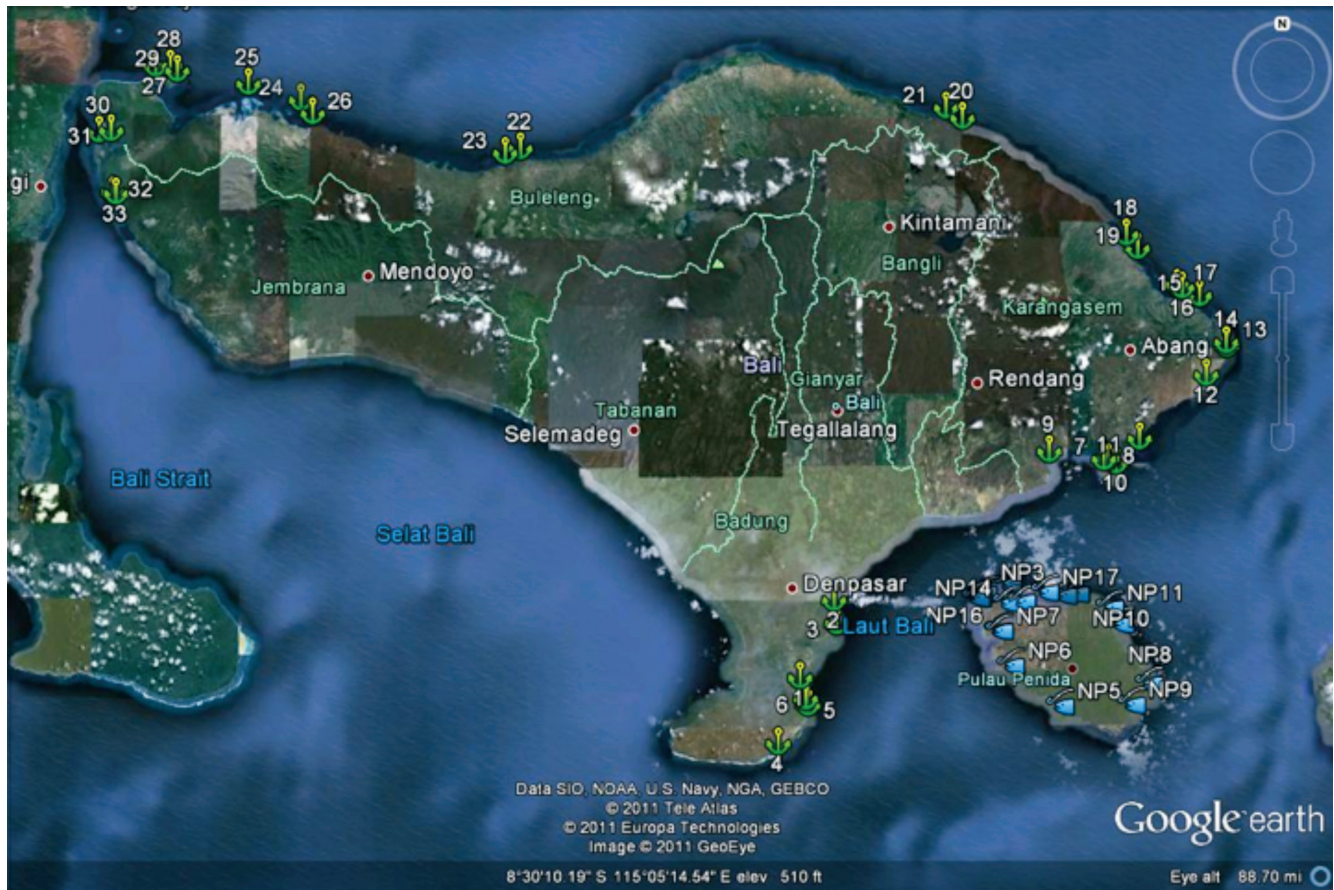 28
29
25
27
24
26
30
31
32
33
22
23
21
20
18
19
15
17
16
14
13
12
gi
Buleleng
Kintamani
Bangli
Mendoyo
Jembrana
Karangasem
Abang
Bali
Gianyar
Rendang
Bali
Tabanan
Tegallalang
Selemadeg
9
7
11
8
10
Bali Strait
Selat Bali
Badung
Denpasar
2
3
Laut Bali
NP14
NP3
NP17
NP11
NP16
NP7
NP10
NP6
NP8
Pulau Penida
NP5
NP9
6
1
5
4
Data SIO, NOAA, U.S. Navy, NGA, GEBCO
© 2011 Tele Atlas
© 2011 Europa Technologies
Image © 2011 GeoEye
Google earth
8°30'10.19" S 115°05'14.54" E elev 510 ft
Eye alt 88.70 mi
N